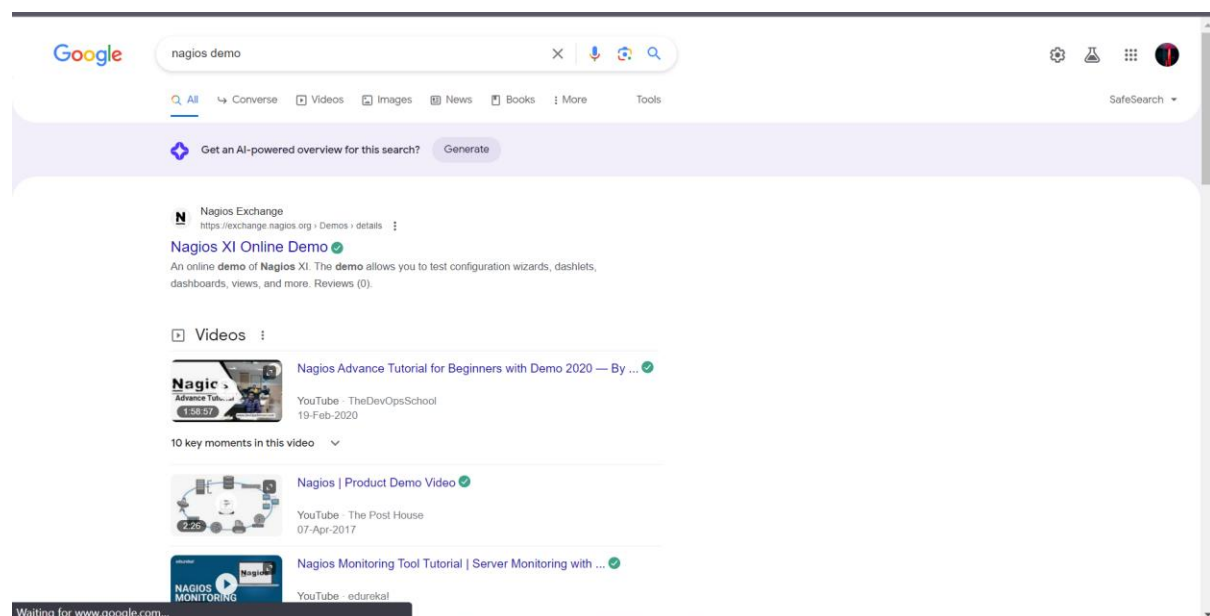 Google
nagios demo
All
Converse
Videos
Images
News
Books
More
Tools
SafeSearch
Get an AI-powered overview for this search?
Generate
N
Nagios Exchange
https://exchange.nagios.org › Demos › details
Nagios XI Online Demo
An online demo of Nagios XI. The demo allows you to test configuration wizards, dashlets,
dashboards, views, and more. Reviews (0).
Videos
Nagios
Advance
1:58:57
Nagios Advance Tutorial for Beginners with Demo 2020 — By ...
YouTube · TheDevOpsSchool
19-Feb-2020
10 key moments in this video
2:26
Nagios | Product Demo Video
YouTube · The Post House
07-Apr-2017
NAGIOS
MONITORING
Nagios
Nagios Monitoring Tool Tutorial | Server Monitoring with ...
YouTube · edureka!
Waiting for www.google.com...